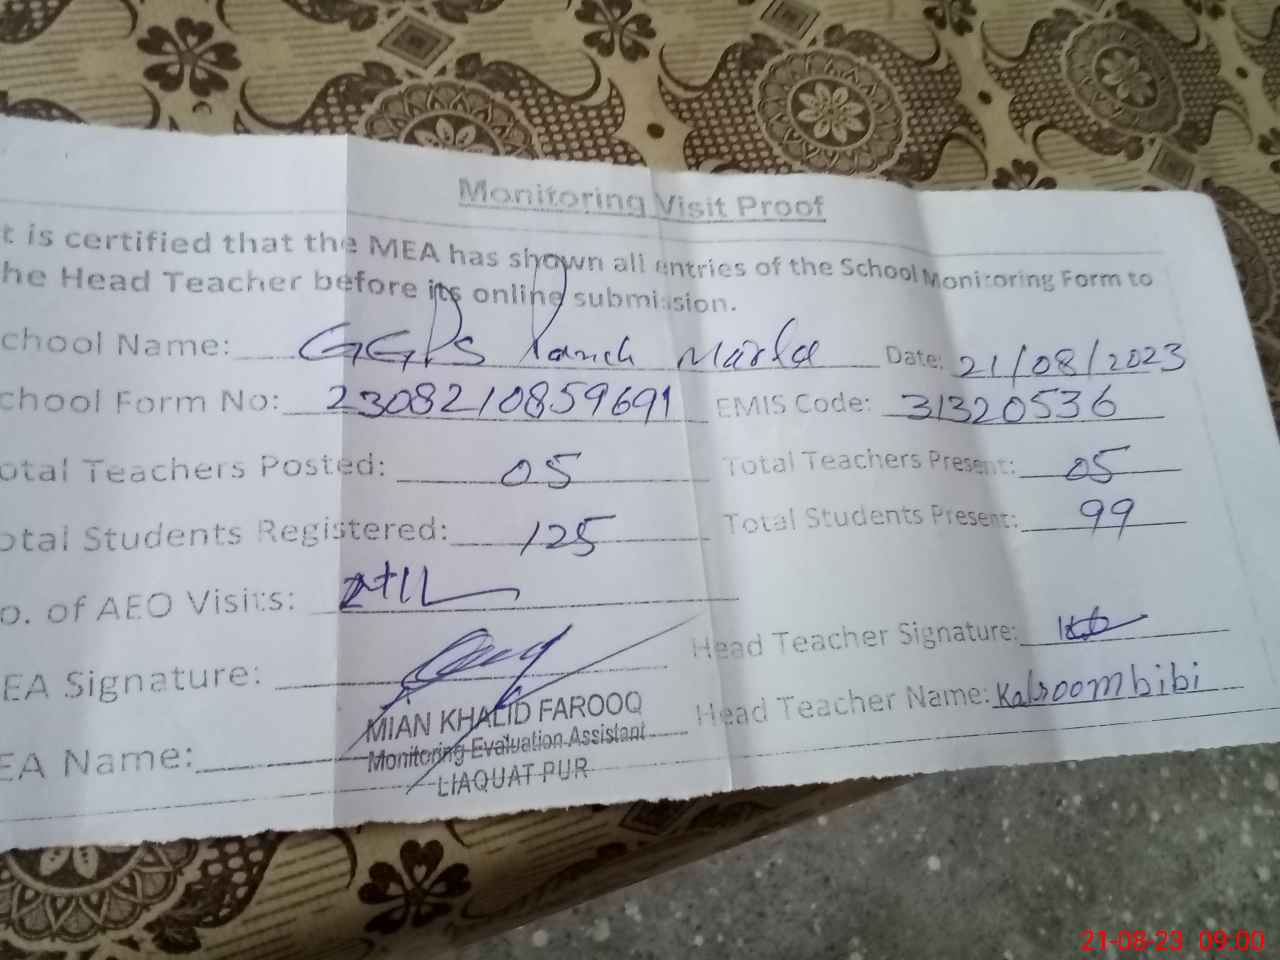 Monitoring Visit Proof
t is certified that the MEA has shown all entries of the School Monitoring Form to
he Head Teacher before its online submission.
chool Name: GGPS Panch Marla Date: 21/08/2023
chool Form No: 2308210859691 EMIS Code: 31320536
otal Teachers Posted: 05 Total Teachers Present: 05
otal Students Registered: 125 Total Students Present: 99
o. of AEO Visits:
EA Signature: Head Teacher Signature:
EA Name: MIAN KHALID FAROOQ Head Teacher Name: Kalsoom bibi
Monitoring Evaluation Assistant
LIAQUAT PUR
21-08-23 09:00